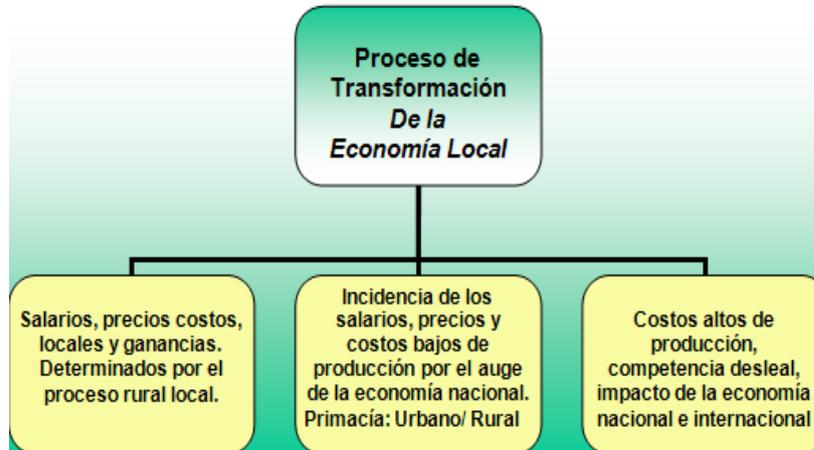 Proceso de
Transformación
De la
Economía Local
Salarios, precios costos,
locales y ganancias.
Determinados por el
proceso rural local.
Incidencia de los
salarios, precios y
costos bajos de
producción por el auge
de la economía nacional.
Primacía: Urbano/ Rural
Costos altos de
producción,
competencia desleal,
impacto de la economía
nacional e internacional